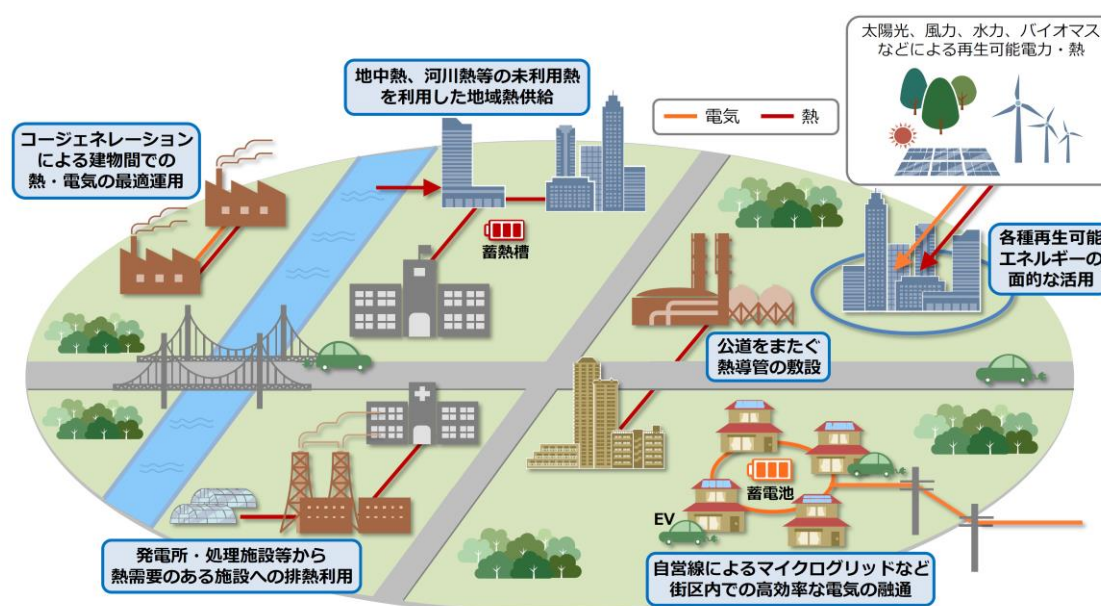 太陽光、風力、水力、バイオマス
などによる再生可能電力・熱
地中熱、河川熱等の未利用熱
を利用した地域熱供給
電気
熱
コージェネレーション
による建物間での
熱・電気の最適運用
蓄熱槽
各種再生可能
エネルギーの
面的な活用
公道をまたぐ
熱導管の敷設
蓄電池
EV
発電所・処理施設等から
熱需要のある施設への排熱利用
自営線によるマイクログリッドなど
街区内での高効率な電気の融通